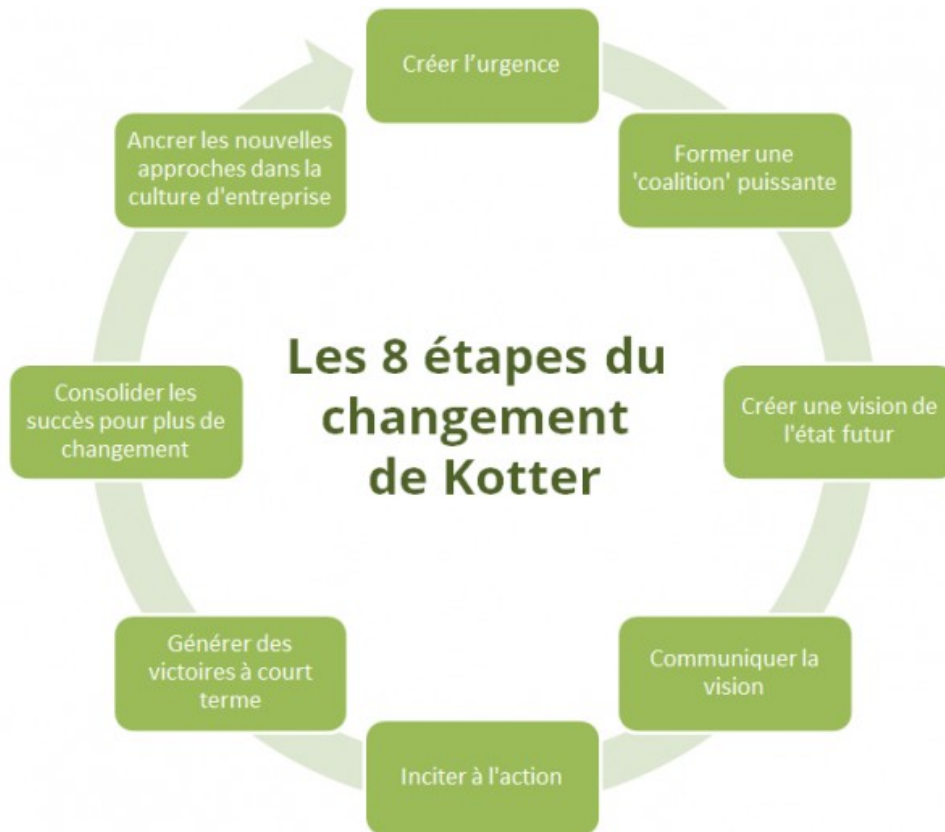 Créer l’urgence
Former une
'coalition' puissante
Créer une vision de
l'état futur
Communiquer la
vision
Inciter à l'action
Générer des
victoires à court
terme
Consolider les
succès pour plus de
changement
Ancrer les nouvelles
approches dans la
culture d'entreprise
Les 8 étapes du
changement
de Kotter